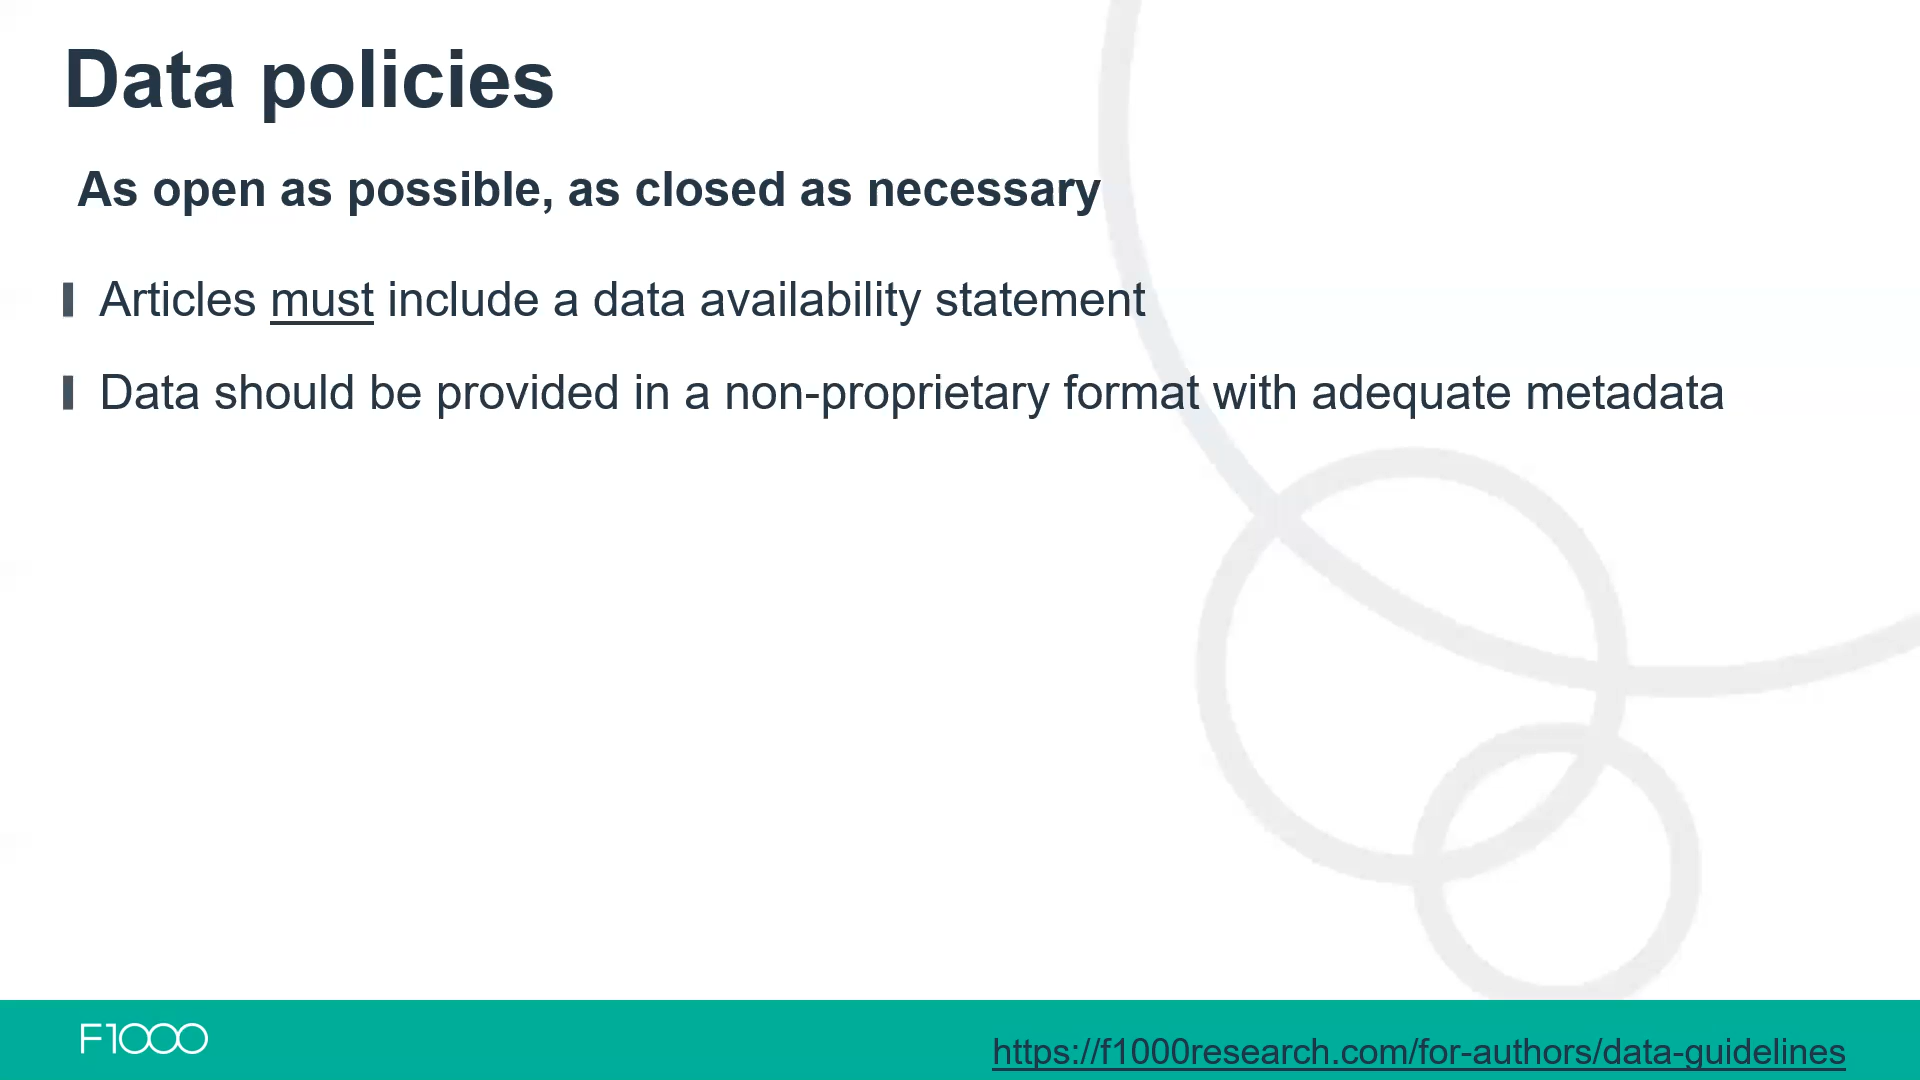 Data policies
As open as possible, as closed as necessary
Articles must include a data availability statement
Data should be provided in a non-proprietary format with adequate metadata
F1000
https://f1000research.com/for-authors/data-guidelines